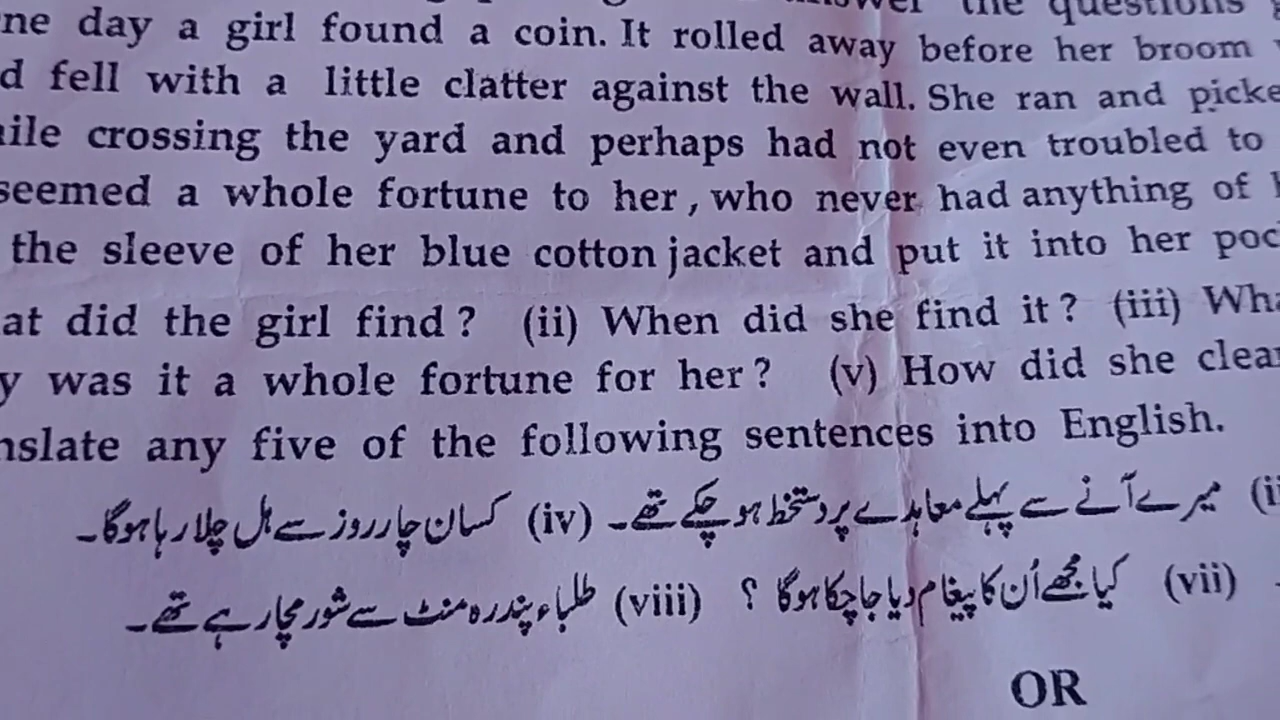 answer the questions
ne day a girl found a coin. It rolled away before her broom
d fell with a little clatter against the wall. She ran and picke
ile crossing the yard and perhaps had not even troubled to
seemed a whole fortune to her, who never had anything of
the sleeve of her blue cotton jacket and put it into her poc
at did the girl find? (ii) When did she find it? (iii) Wha
y was it a whole fortune for her? (v) How did she clean
nslate any five of the following sentences into English.
میرے آنے سے پہلے معاہدے پر دستخط ہو چکے تھے۔ (iv) کسان چار روز سے ہل چلا رہا ہوگا۔
(vii) کیا مجھے اُن کا پیغام دیا جا چکا ہوگا ؟ (viii) طلباء پندرہ منٹ سے شور مچا رہے تھے۔
OR